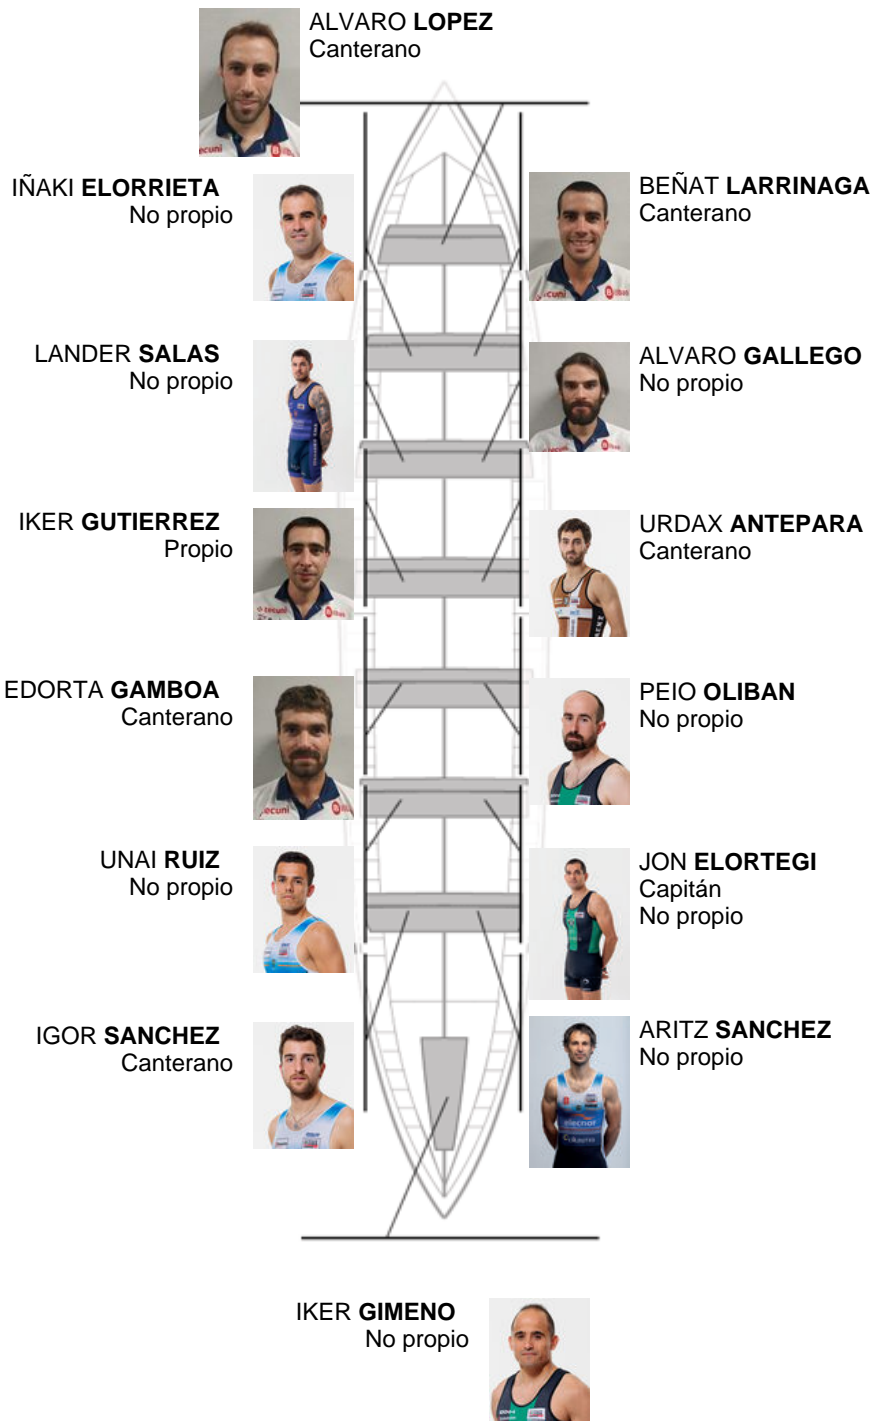 ALVARO LOPEZ
Canterano
IÑAKI ELORRIETA
No propio
BEÑAT LARRINAGA
Canterano
LANDER SALAS
No propio
ALVARO GALLEGO
No propio
IKER GUTIERREZ
Propio
URDAX ANTEPARA
Canterano
EDORTA GAMBOA
Canterano
PEIO OLIBAN
No propio
UNAI RUIZ
No propio
JON ELORTEGI
Capitán
No propio
IGOR SANCHEZ
Canterano
ARITZ SANCHEZ
No propio
elecnor
IKER GIMENO
No propio